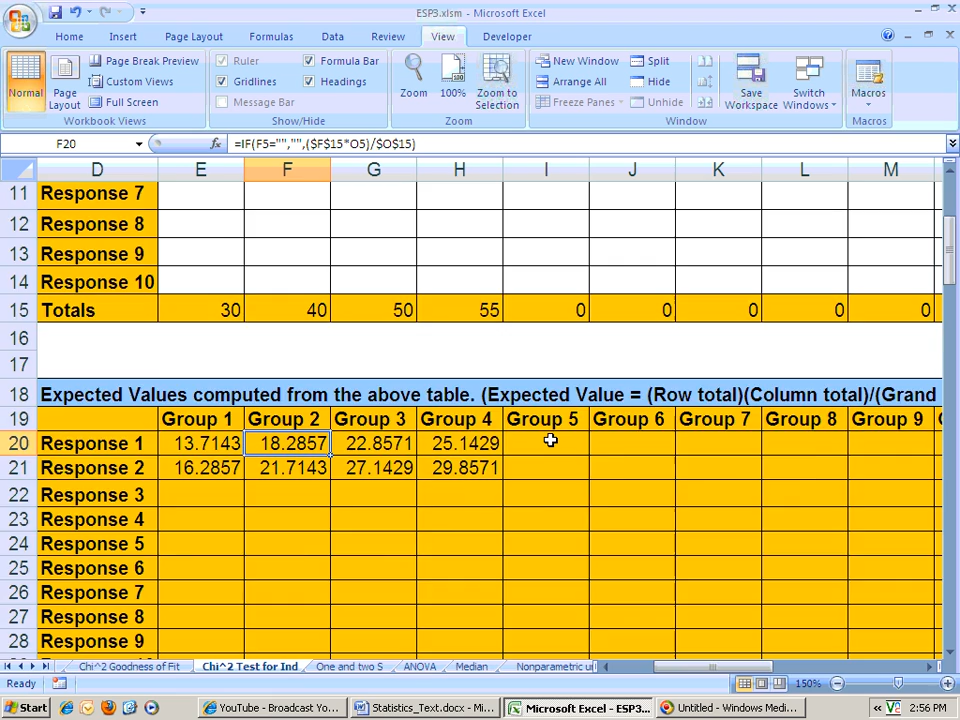 ESP3.xlsm - Microsoft Excel
Home Insert Page Layout Formulas Data Review View Developer
Normal
Page Layout
Page Break Preview
Custom Views
Full Screen
Workbook Views
Ruler
Gridlines
Message Bar
Formula Bar
Headings
Show/Hide
Zoom
100%
Zoom to Selection
Zoom
New Window
Arrange All
Freeze Panes
Split
Hide
Unhide
Save Workspace
Switch Windows
Window
Macros
Macros
F20 fx =IF(F5="","",($F$15*O5)/$O$15)
D E F G H I J K L M
11 Response 7
12 Response 8
13 Response 9
14 Response 10
15 Totals 30 40 50 55 0 0 0 0 0
16
17
18 Expected Values computed from the above table. (Expected Value = (Row total)(Column total)/(Grand
19 Group 1 Group 2 Group 3 Group 4 Group 5 Group 6 Group 7 Group 8 Group 9
20 Response 1 13.7143 18.2857 22.8571 25.1429
21 Response 2 16.2857 21.7143 27.1429 29.8571
22 Response 3
23 Response 4
24 Response 5
25 Response 6
26 Response 7
27 Response 8
28 Response 9
Chi^2 Goodness of Fit Chi^2 Test for Ind One and two S ANOVA Median Nonparametric u
Ready 150%
Start YouTube - Broadcast Yo... Statistics_Text.docx - Mi... Microsoft Excel - ESP3... Untitled - Windows Medi... 2:56 PM